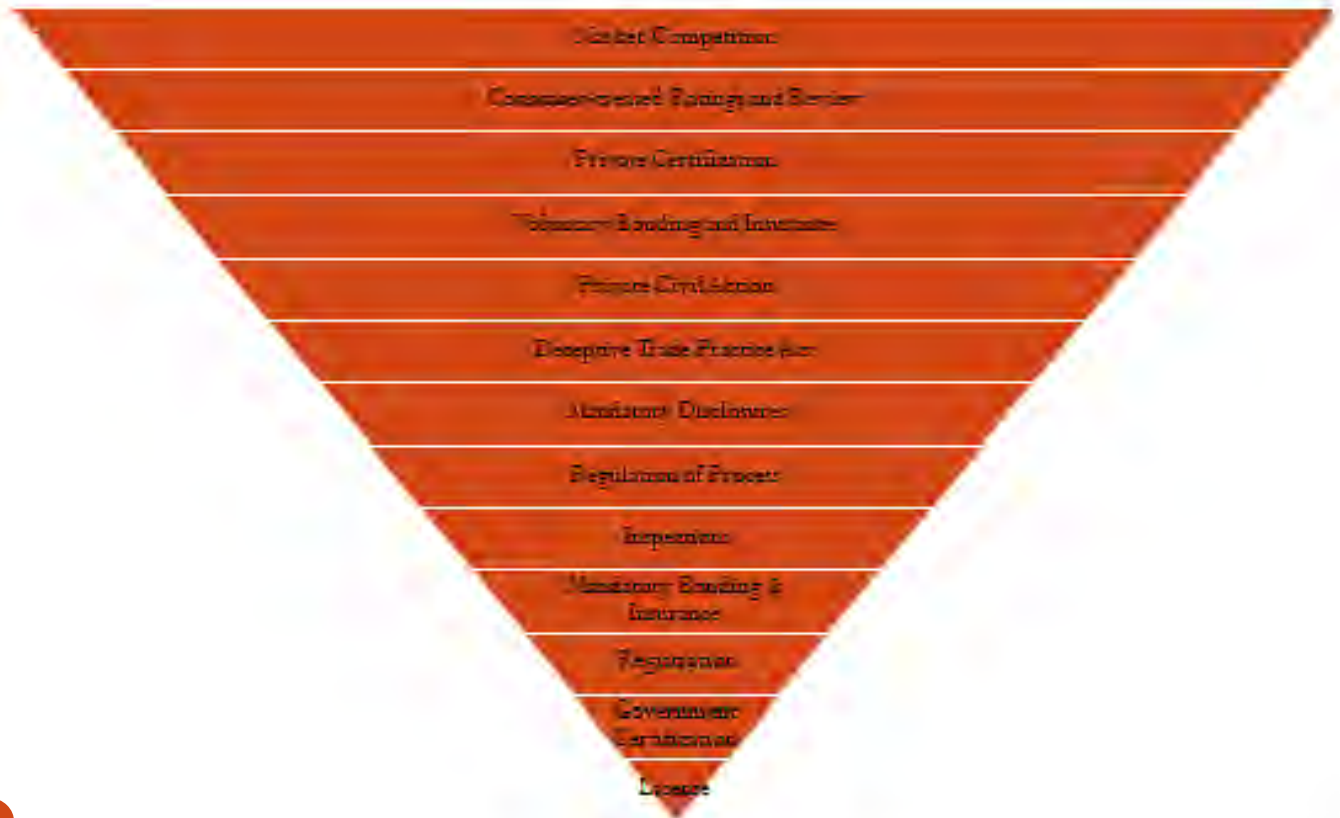 Market Competition
Consumer-created Ratings and Review
Private Certification
Voluntary Bonding and Insurance
Private Civil Action
Deceptive Trade Practice Act
Mandatory Disclosures
Regulation of Process
Inspections
Mandatory Bonding &
Insurance
Registration
Government
Certification
License